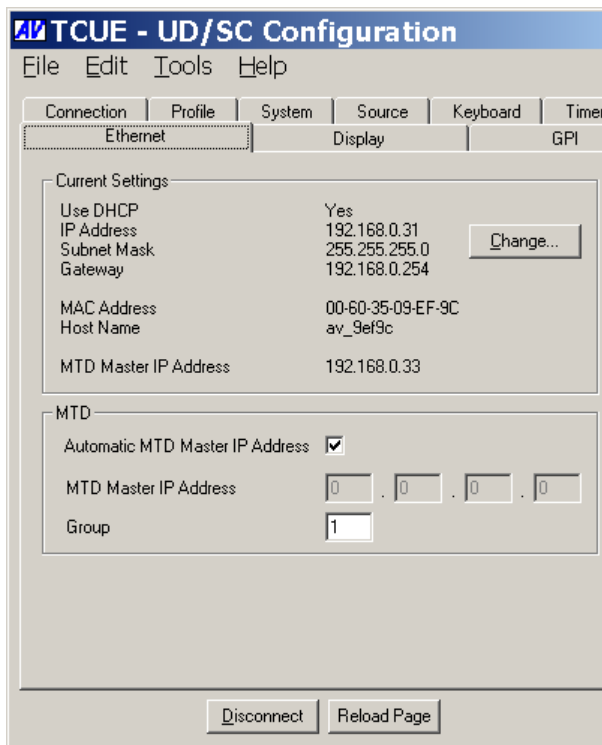 AV TCUE - UD/SC Configuration
File Edit Tools Help
Connection Profile System Source Keyboard Timer
Ethernet Display GPI
Current Settings
Use DHCP Yes
IP Address 192.168.0.31
Subnet Mask 255.255.255.0
Change...
Gateway 192.168.0.254
MAC Address 00-60-35-09-EF-9C
Host Name av_9ef9c
MTD Master IP Address 192.168.0.33
MTD
Automatic MTD Master IP Address
MTD Master IP Address 0 . 0 . 0 . 0
Group 1
Disconnect Reload Page